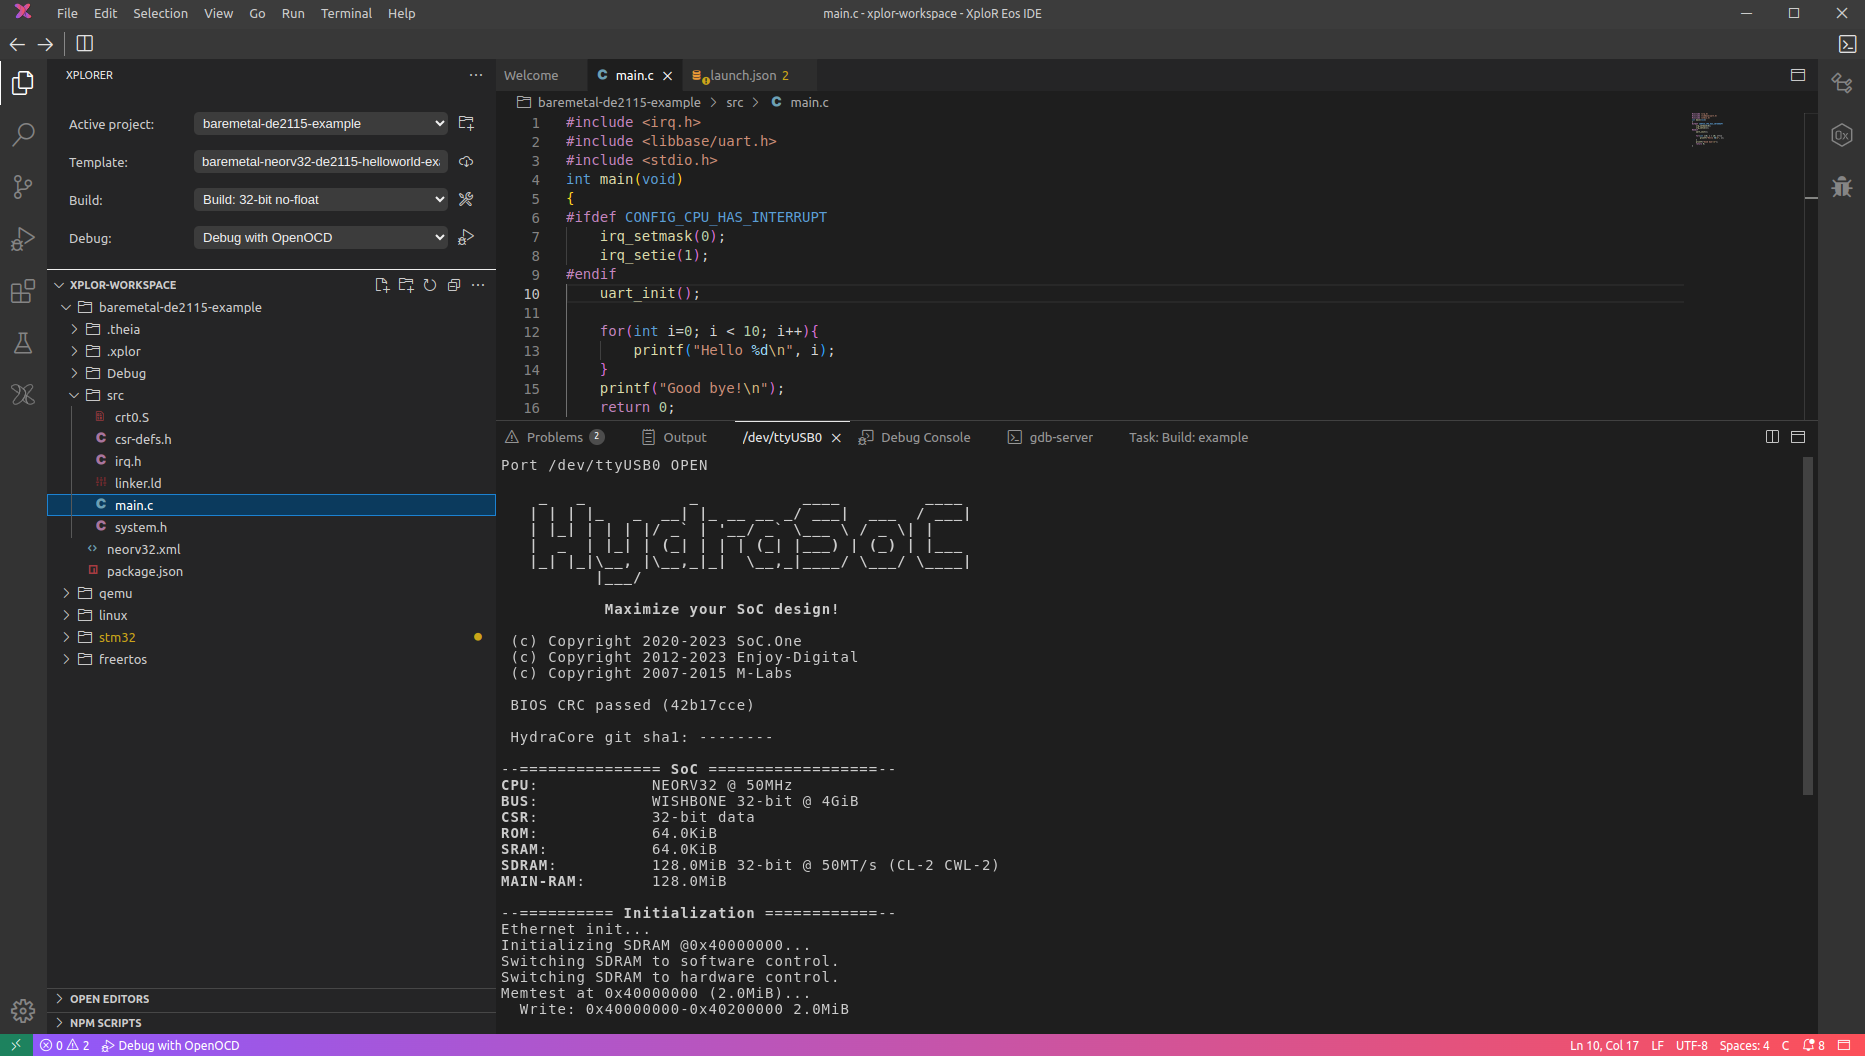 File Edit Selection View Go Run Terminal Help
main.c - xplor-workspace - XploR Eos IDE
XPLORER
Active project: baremetal-de2115-example
Template: baremetal-neorv32-de2115-helloworld-ex
Build: Build: 32-bit no-float
Debug: Debug with OpenOCD
XPLOR-WORKSPACE
baremetal-de2115-example
.theia
.xplor
Debug
src
crt0.S
csr-defs.h
irq.h
linker.ld
main.c
system.h
neorv32.xml
package.json
qemu
linux
stm32
freertos
OPEN EDITORS
NPM SCRIPTS
Welcome C main.c launch.json 2
baremetal-de2115-example > src > C main.c
1 #include <irq.h>
2 #include <libbase/uart.h>
3 #include <stdio.h>
4 int main(void)
5 {
6 #ifdef CONFIG_CPU_HAS_INTERRUPT
7 irq_setmask(0);
8 irq_setie(1);
9 #endif
10 uart_init();
11
12 for(int i=0; i < 10; i++){
13 printf("Hello %d\n", i);
14 }
15 printf("Good bye!\n");
16 return 0;
Problems 2 Output /dev/ttyUSB0 Debug Console gdb-server Task: Build: example
Port /dev/ttyUSB0 OPEN
HydraSoC
Maximize your SoC design!
(c) Copyright 2020-2023 SoC.One
(c) Copyright 2012-2023 Enjoy-Digital
(c) Copyright 2007-2015 M-Labs
BIOS CRC passed (42b17cce)
HydraCore git sha1: --------
--=============== SoC ==================--
CPU: NEORV32 @ 50MHz
BUS: WISHBONE 32-bit @ 4GiB
CSR: 32-bit data
ROM: 64.0KiB
SRAM: 64.0KiB
SDRAM: 128.0MiB 32-bit @ 50MT/s (CL-2 CWL-2)
MAIN-RAM: 128.0MiB
--========== Initialization ============--
Ethernet init...
Initializing SDRAM @0x40000000...
Switching SDRAM to software control.
Switching SDRAM to hardware control.
Memtest at 0x40000000 (2.0MiB)...
Write: 0x40000000-0x40200000 2.0MiB
0 2 Debug with OpenOCD
Ln 10, Col 17 LF UTF-8 Spaces: 4 C 8
0x